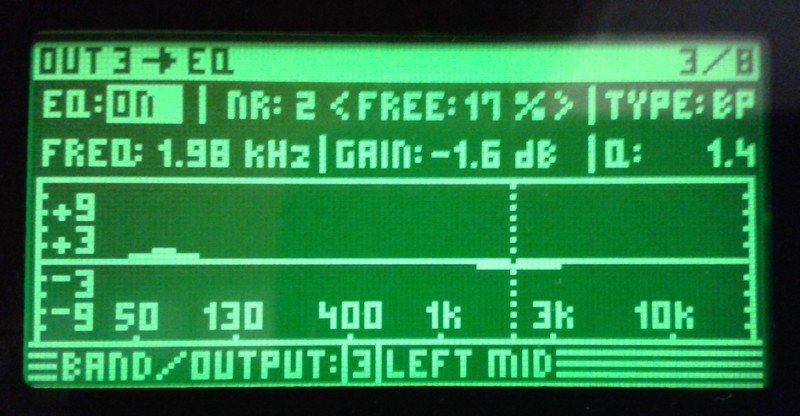 OUT 3 → EQ 3/8
EQ: ON | NR: 2 <FREE: 17 %> | TYPE: BP
FREQ: 1.98 kHz | GAIN: -1.6 dB | Q: 1.4
+9
+3
-3
-9 50 130 400 1k 3k 10k
BAND/OUTPUT: 3 LEFT MID